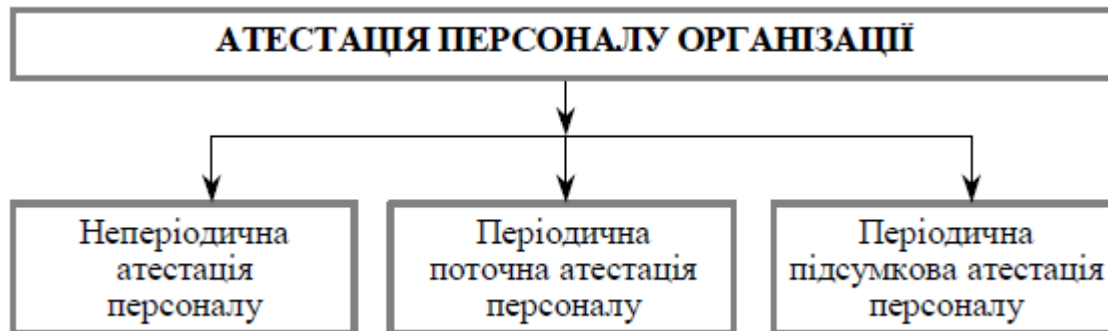 АТЕСТАЦІЯ ПЕРСОНАЛУ ОРГАНІЗАЦІЇ
Неперіодична
атестація
персоналу
Періодична
поточна атестація
персоналу
Періодична
підсумкова атестація
персоналу